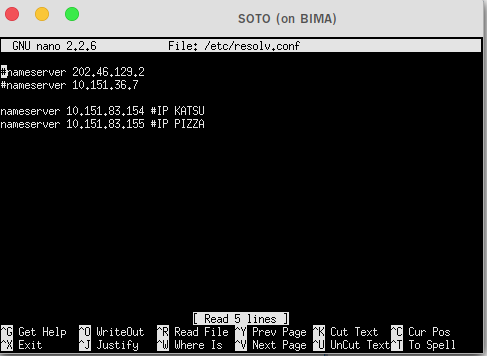 SOTO (on BIMA)
GNU nano 2.2.6 File: /etc/resolv.conf
#nameserver 202.46.129.2
#nameserver 10.151.36.7
nameserver 10.151.83.154 #IP KATSU
nameserver 10.151.83.155 #IP PIZZA
[ Read 5 lines ]
^G Get Help ^O WriteOut ^R Read File ^Y Prev Page ^K Cut Text ^C Cur Pos
^X Exit ^J Justify ^W Where Is ^V Next Page ^U UnCut Text ^T To Spell